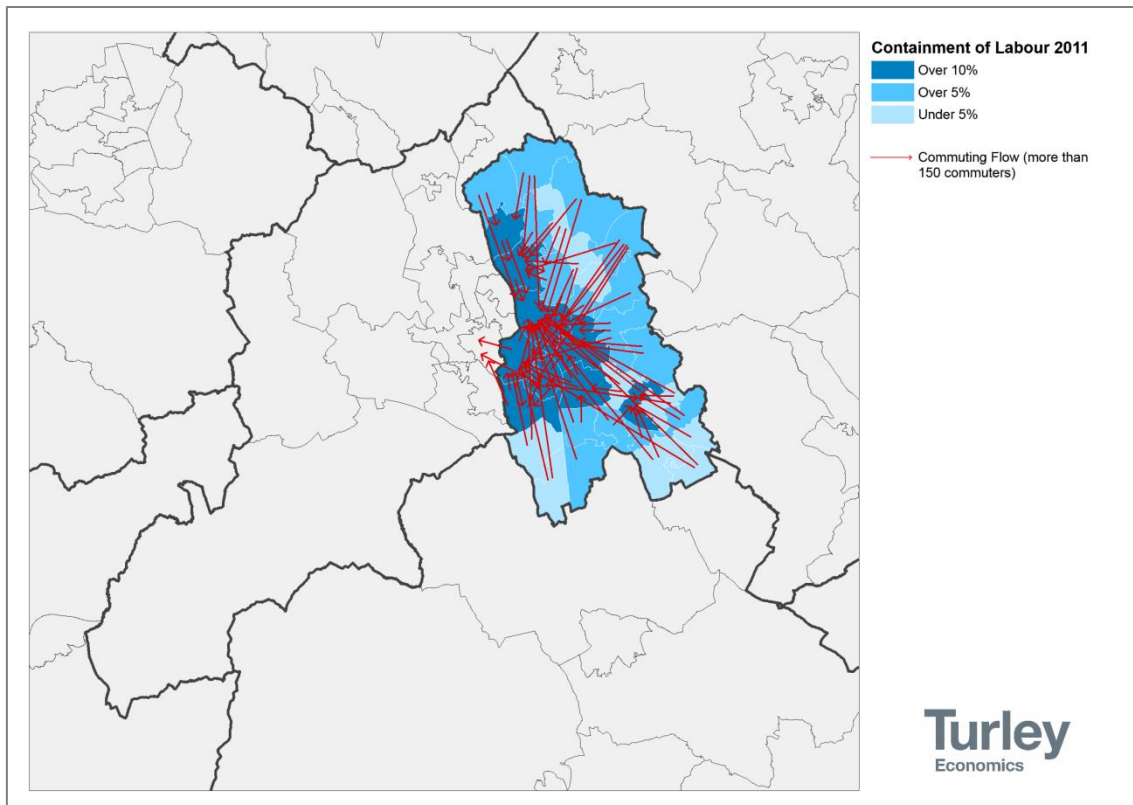 Containment of Labour 2011
Over 10%
Over 5%
Under 5%
Commuting Flow (more than
150 commuters)
Turley
Economics